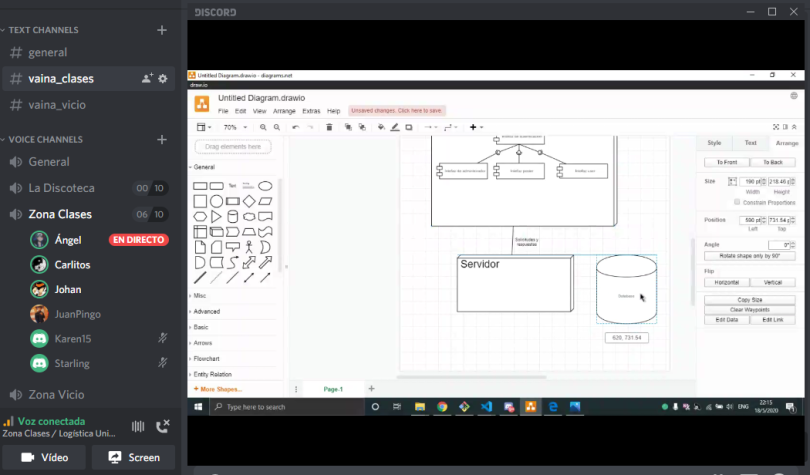 DISCORD
TEXT CHANNELS
general
vaina_clases
vaina_vicio
VOICE CHANNELS
General
La Discoteca 00 10
Zona Clases 06 10
Ángel EN DIRECTO
Carlitos
Johan
JuanPingo
Karen15
Starling
Zona Vicio
Voz conectada
Zona Clases / Logística Uni...
Vídeo Screen
Untitled Diagram.drawio - diagrams.net
draw.io
Untitled Diagram.drawio
File Edit View Arrange Extras Help Unsaved changes. Click here to save.
70%
Drag elements here
General
Text
Misc
Advanced
Basic
Arrows
Flowchart
Entity Relation
+ More Shapes...
Solicitudes y
respuestas
Servidor
Database
620, 731.54
Page-1
Style Text Arrange
To Front To Back
Size 190 pt 218.46 pt
Width Height
Constrain Proportions
Position 590 pt 731.54 pt
Left Top
Angle 0°
Rotate shape only by 90°
Flip
Horizontal Vertical
Copy Size
Clear Waypoints
Edit Data Edit Link
Type here to search
ENG
22:15
16/5/2020